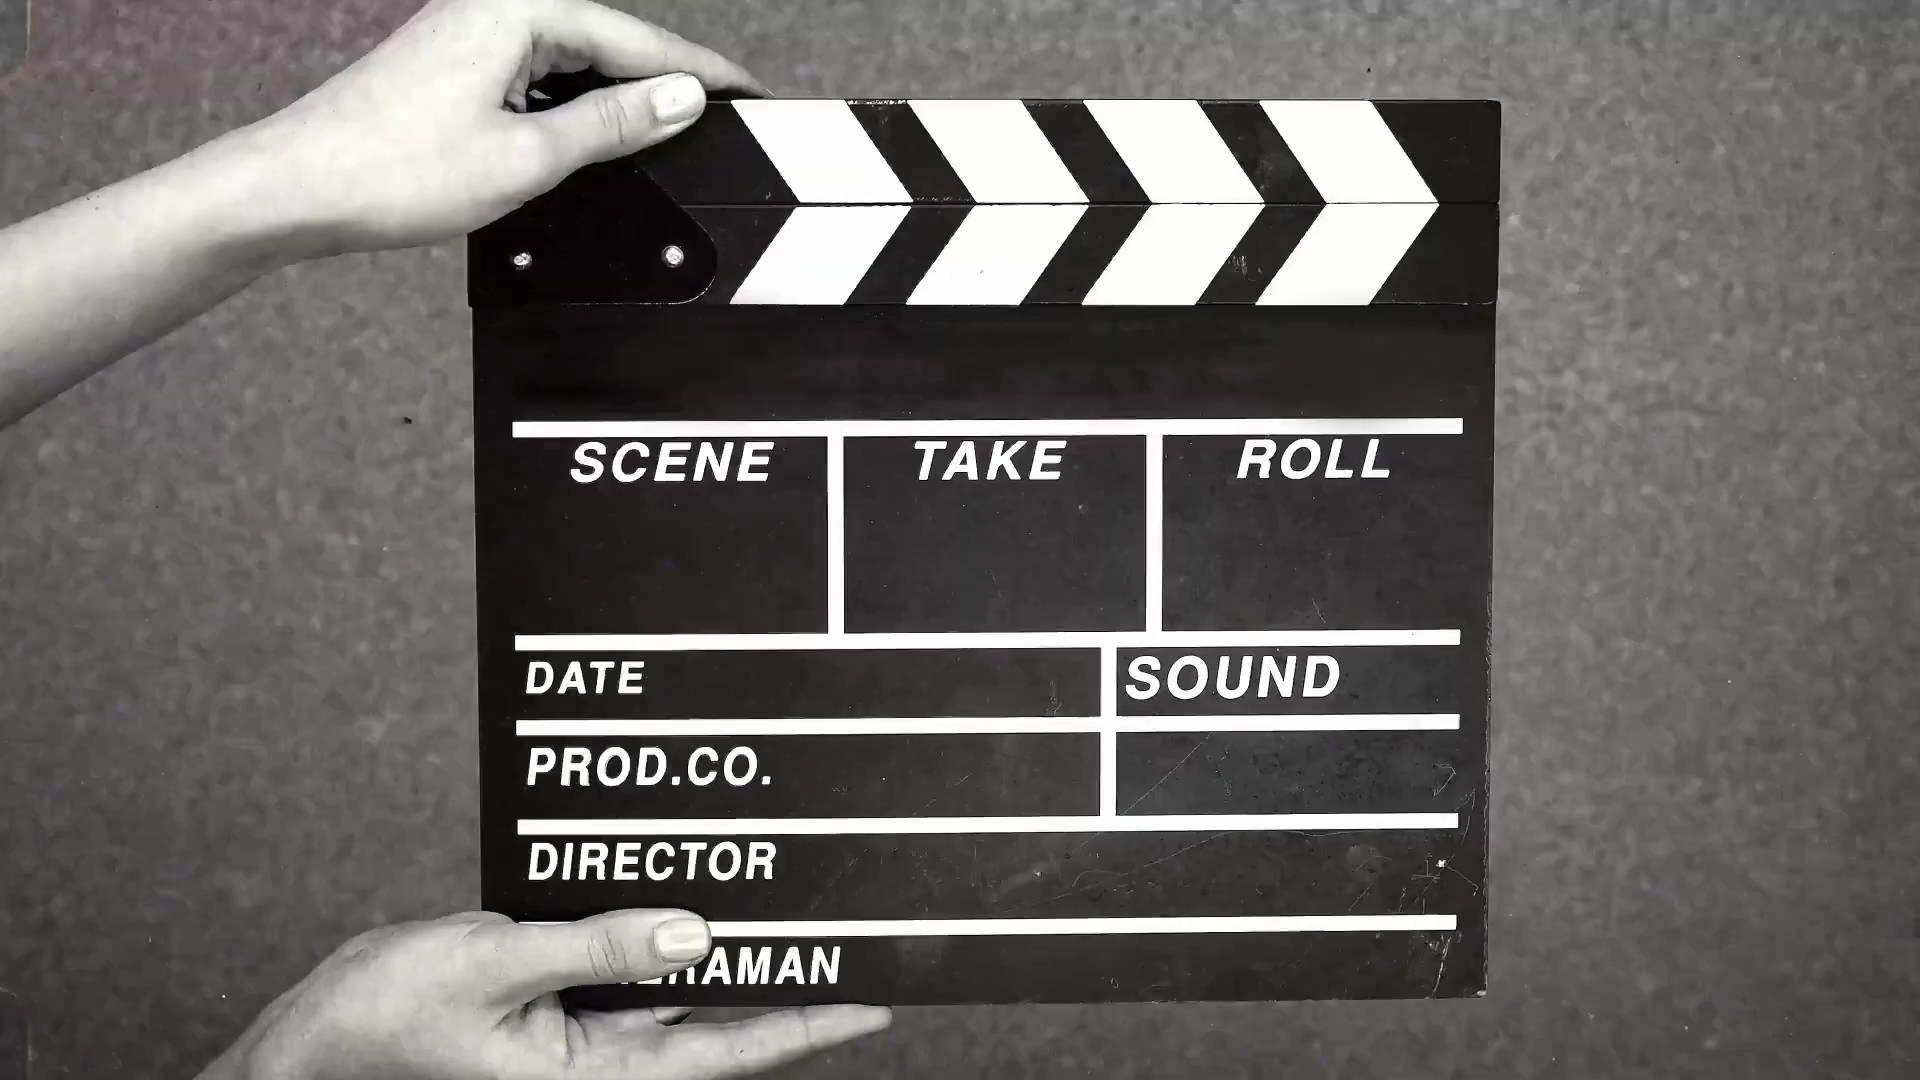 SCENE TAKE ROLL
DATE SOUND
PROD.CO.
DIRECTOR